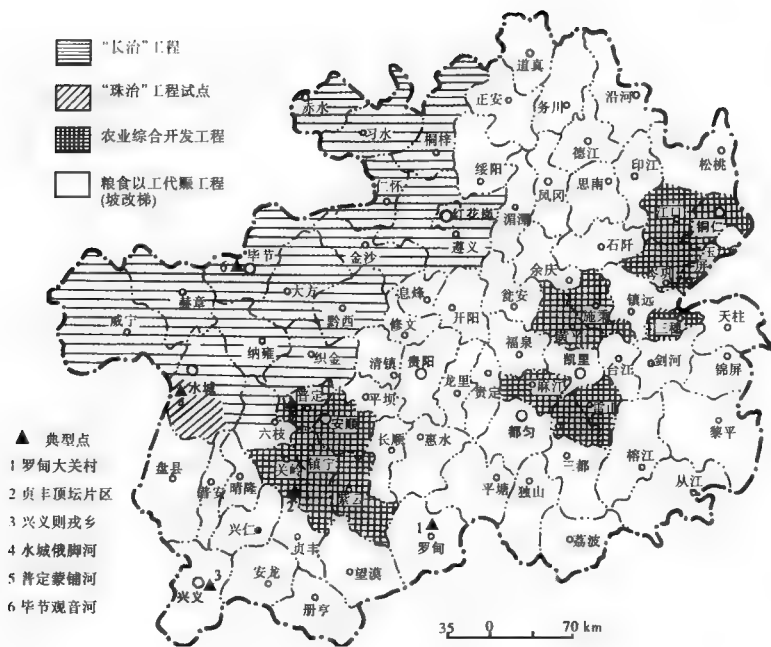 "长治"工程
"珠治"工程试点
农业综合开发工程
粮食以工代赈工程
(坡改梯)
道真
正安
务川
沿河
赤水
习水
桐梓
绥阳
德江
印江
松桃
仁怀
凤冈
思南
红花岗
湄潭
江口
铜仁
遵义
石阡
玉屏
毕节
6
金沙
余庆
岑巩
赫章
大方
息烽
瓮安
施秉
镇远
三穗
天柱
威宁
黔西
开阳
黄平
修文
福泉
纳雍
织金
清镇
贵阳
凯里
台江
剑河
锦屏
水城
4
普定
平坝
龙里
贵定
麻江
雷山
六枝
安顺
长顺
惠水
都匀
黎平
盘县
关岭
镇宁
三都
榕江
普安
晴隆
紫云
平塘
独山
从江
2
兴仁
1
罗甸
荔波
贞丰
兴义
3
安龙
望谟
册亨
▲ 典型点
1 罗甸大关村
2 贞丰顶坛片区
3 兴义则戎乡
4 水城俄脚河
5 普定蒙铺河
6 毕节观音河
35 0 70 km